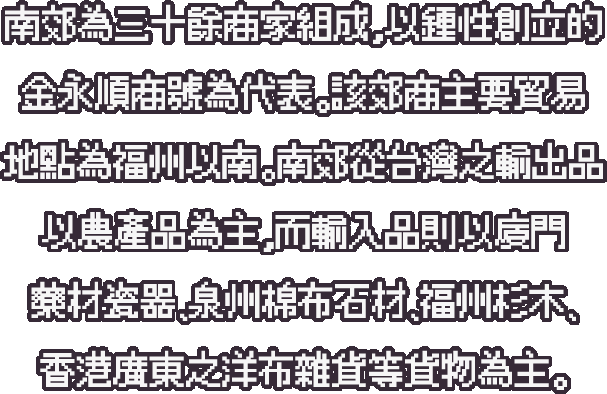 南郊為三十餘商家組成,以鍾性創立的
金永順商號為代表。該郊商主要貿易
地點為福州以南。南郊從台灣之輸出品
以農產品為主,而輸入品則以廈門
藥材瓷器、泉州棉布石材、福州杉木、
香港廣東之洋布雜貨等貨物為主。